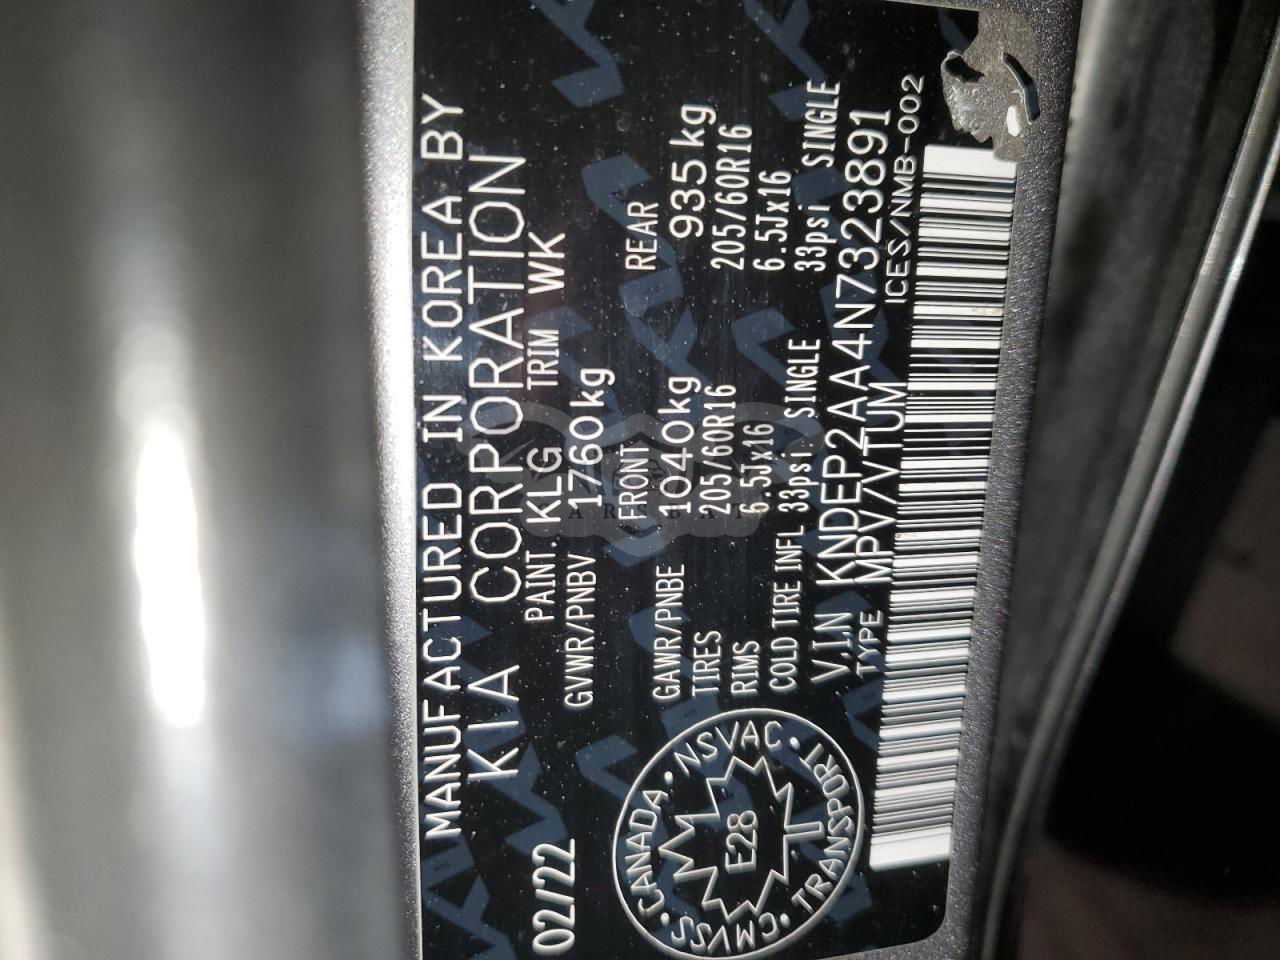 MANUFACTURED IN KOREA BY
KIA CORPORATION
02/22 PAINT. KLG TRIM WK
GVWR/PNBV 1760kg
FRONT REAR
GAWR/PNBE 1040kg 935kg
TIRES 205/60R16 205/60R16
RIMS 6.5Jx16 6.5Jx16
COLD TIRE INFL 33psi. SINGLE 33psi SINGLE
V.I.N KNDEP2AA4N7323891
TYPE MPV/VTUM ICES/NMB-002
CANADA • NSVAC • TRANSPORT • CMVSS •
E28